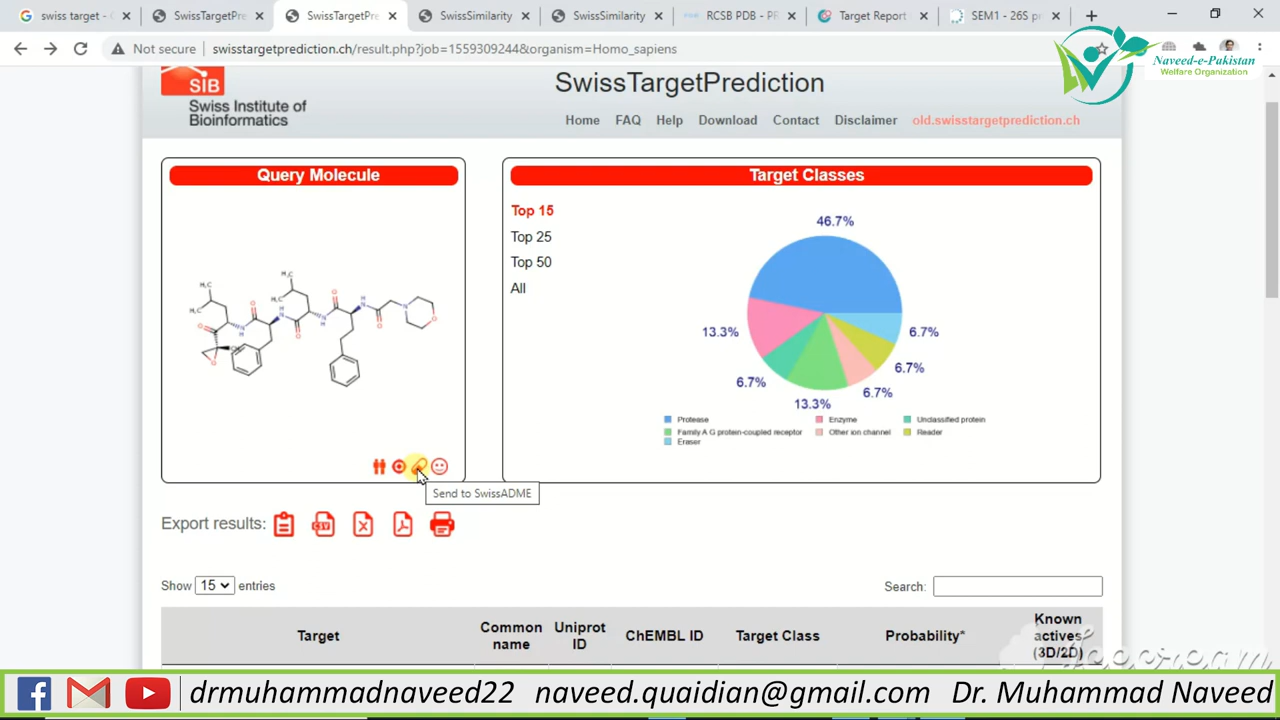 swiss target - G
SwissTargetPre
SwissTargetPre
SwissSimilarity
SwissSimilarity
RCSB PDB - PR
Target Report
SEM1 - 26S p
Not secure
swisstargetprediction.ch/result.php?job=1559309244&organism=Homo_sapiens
Naveed-e-Pakistan
Welfare Organization
SIB
Swiss Institute of
Bioinformatics
SwissTargetPrediction
Home FAQ Help Download Contact Disclaimer old.swisstargetprediction.ch
Query Molecule
Target Classes
Top 15
Top 25
Top 50
All
46.7%
13.3%
6.7%
13.3%
6.7%
6.7%
6.7%
Protease
Enzyme
Unclassified protein
Family A G protein-coupled receptor
Other ion channel
Reader
Eraser
Send to SwissADME
Export results:
CSV
Show 15 entries
Search:
Target
Common name
Uniprot ID
ChEMBL ID
Target Class
Probability*
Known actives (3D/2D)
drmuhammadnaveed22 naveed.quaidian@gmail.com Dr. Muhammad Naveed